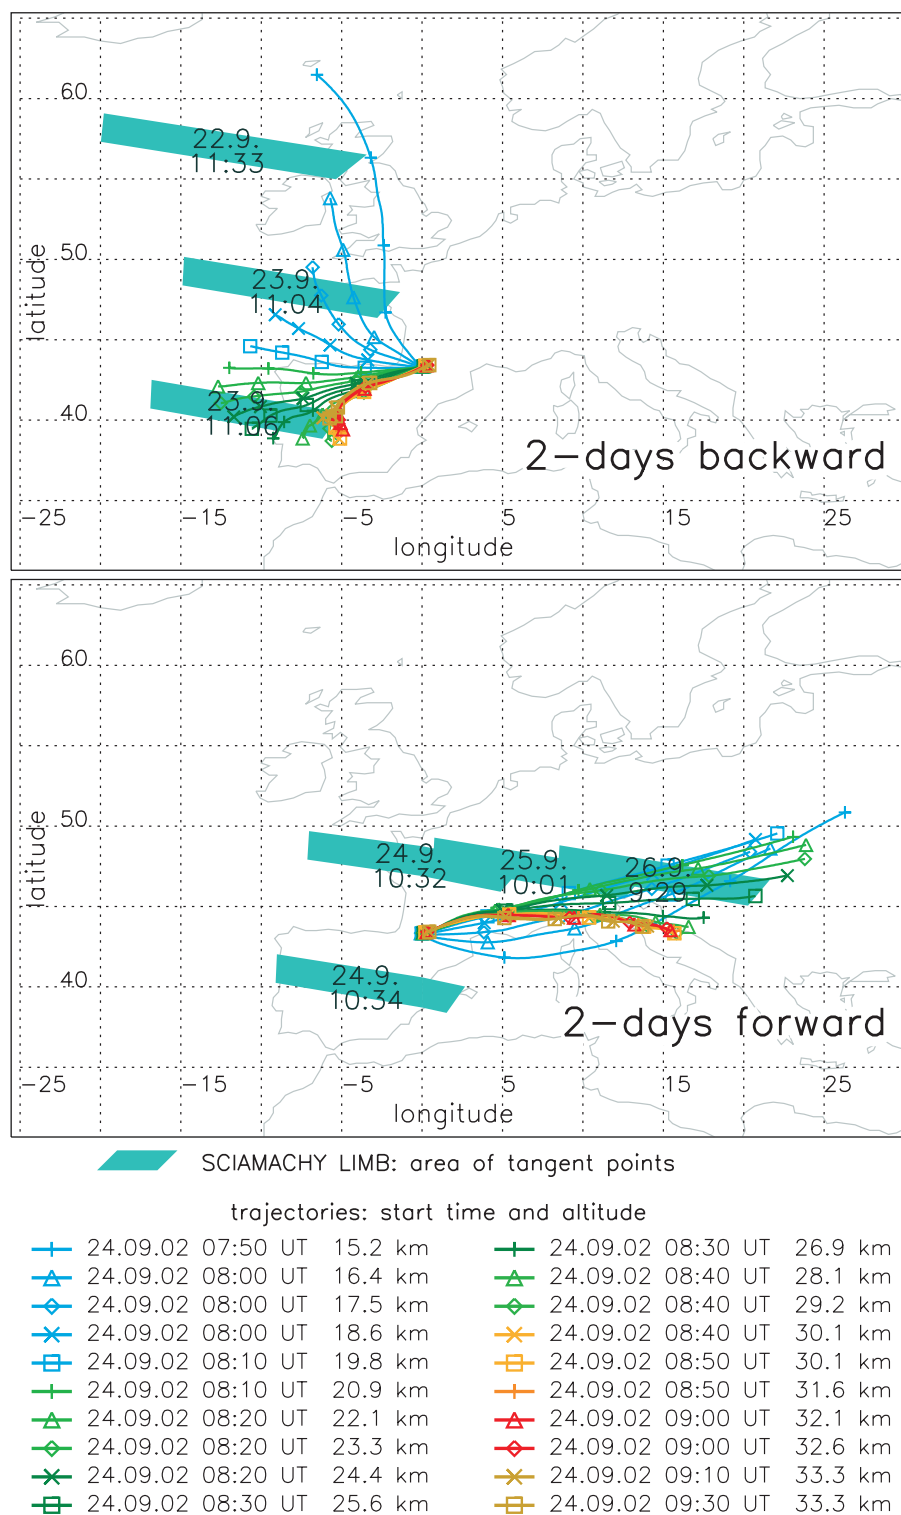 60
22.9.
11:33
50
latitude
23.9.
11:04
40
23.9.
11:06
2-days backward
-25 -15 -5 5 15 25
longitude
60
50
latitude
24.9.
10:32
25.9.
10:01
26.9.
9:29
40
24.9.
10:34
2-days forward
-25 -15 -5 5 15 25
longitude
SCIAMACHY LIMB: area of tangent points
trajectories: start time and altitude
24.09.02 07:50 UT 15.2 km
24.09.02 08:00 UT 16.4 km
24.09.02 08:00 UT 17.5 km
24.09.02 08:00 UT 18.6 km
24.09.02 08:10 UT 19.8 km
24.09.02 08:10 UT 20.9 km
24.09.02 08:20 UT 22.1 km
24.09.02 08:20 UT 23.3 km
24.09.02 08:20 UT 24.4 km
24.09.02 08:30 UT 25.6 km
24.09.02 08:30 UT 26.9 km
24.09.02 08:40 UT 28.1 km
24.09.02 08:40 UT 29.2 km
24.09.02 08:40 UT 30.1 km
24.09.02 08:50 UT 30.1 km
24.09.02 08:50 UT 31.6 km
24.09.02 09:00 UT 32.1 km
24.09.02 09:00 UT 32.6 km
24.09.02 09:10 UT 33.3 km
24.09.02 09:30 UT 33.3 km